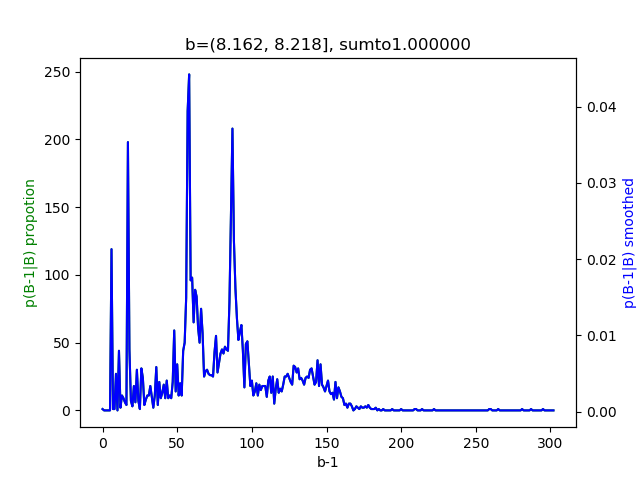 b=(8.162, 8.218], sumto1.000000
250
200
150
100
50
0
p(B-1|B) propotion
0.04
0.03
0.02
0.01
0.00
p(B-1|B) smoothed
0 50 100 150 200 250 300
b-1